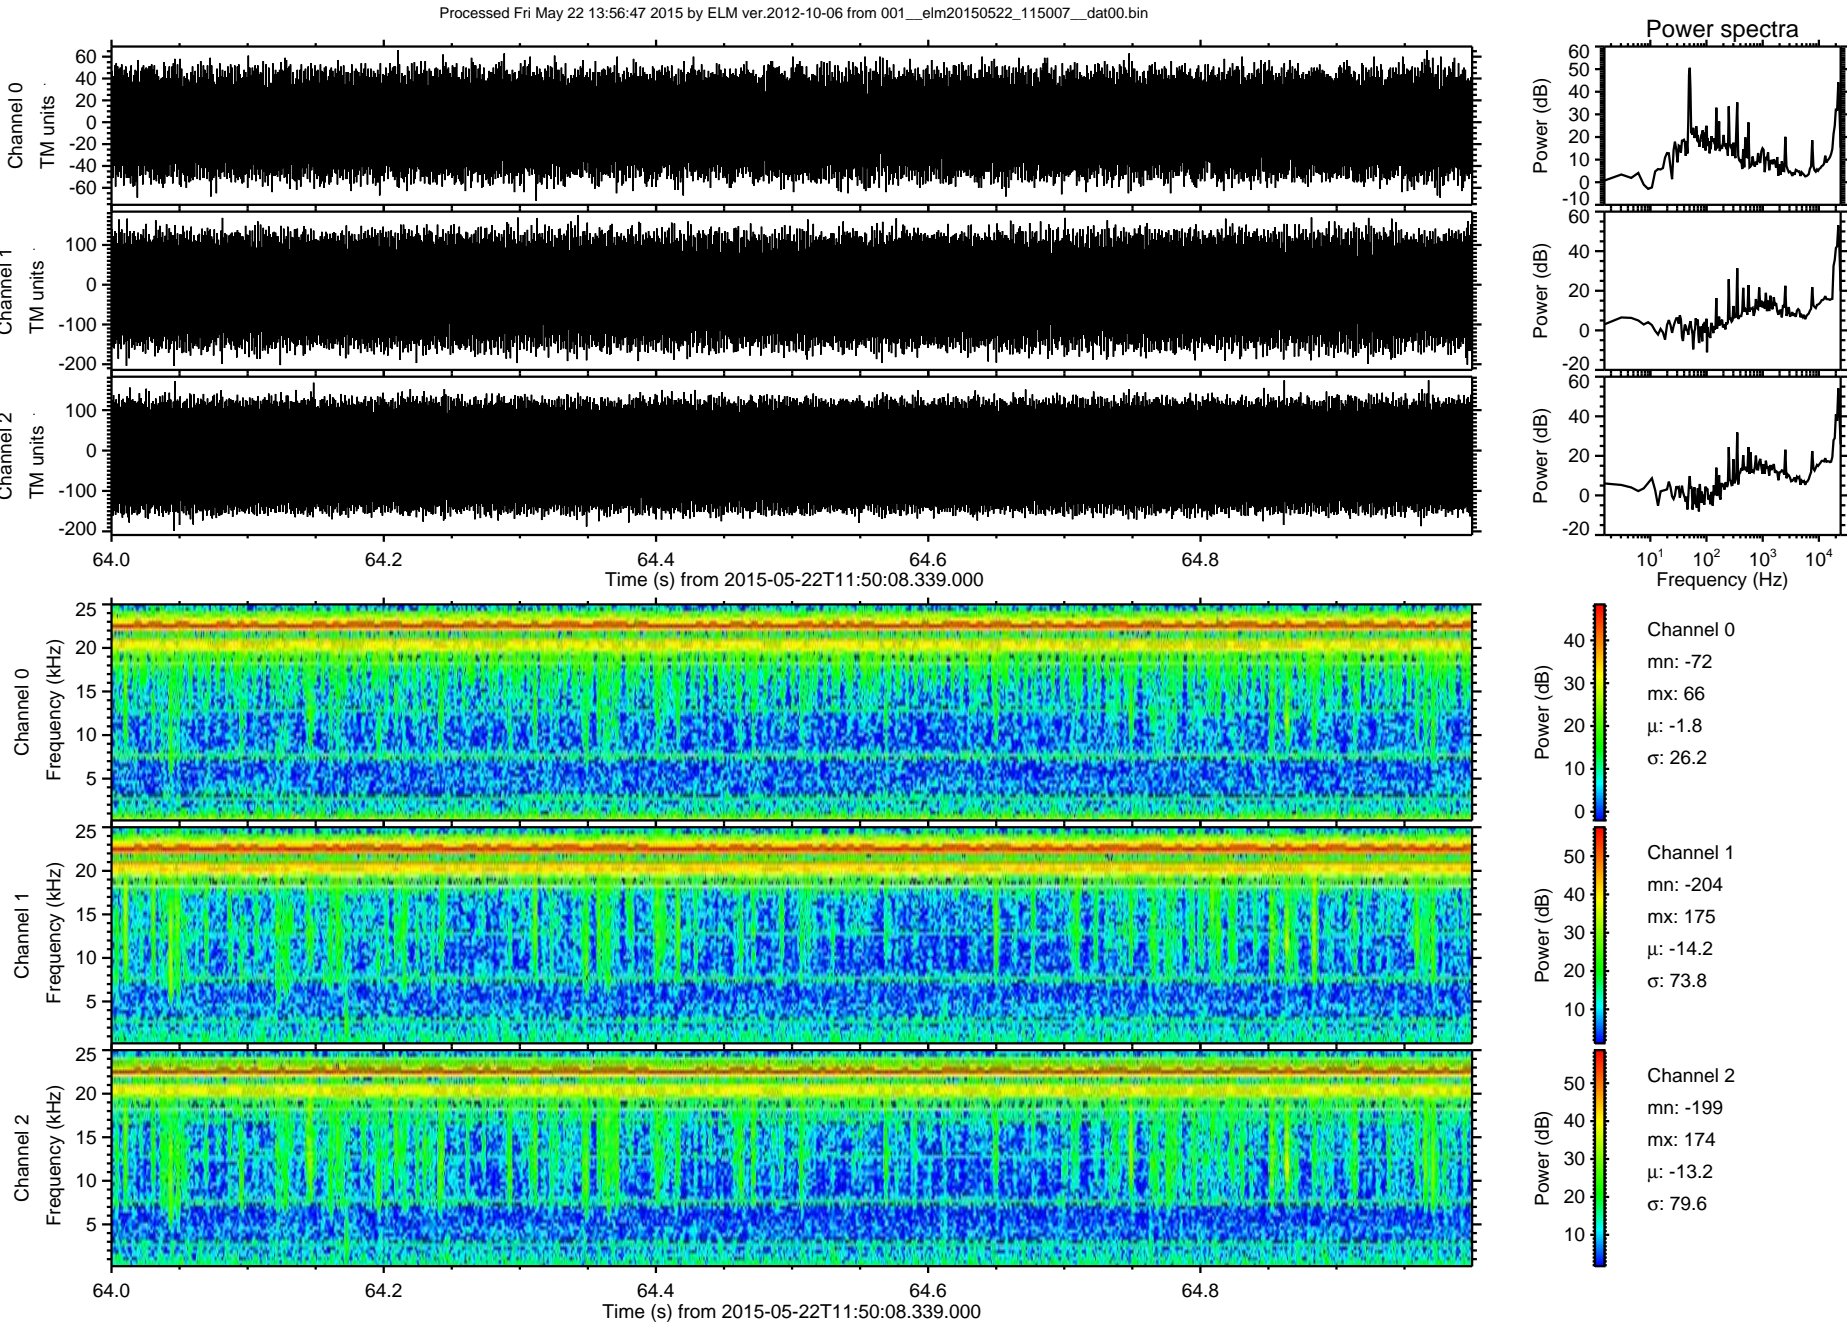 Processed Fri May 22 13:56:47 2015 by ELM ver.2012-10-06 from 001__elm20150522_115007__dat00.bin
Power spectra
Channel 0
TM units
60
40
20
0
-20
-40
-60
Power (dB)
60
50
40
30
20
10
0
-10
Channel 1
TM units
100
0
-100
-200
Power (dB)
60
40
20
0
-20
Channel 2
TM units
100
0
-100
-200
Power (dB)
60
40
20
0
-20
64.0 64.2 64.4 64.6 64.8
Time (s) from 2015-05-22T11:50:08.339.000
10¹ 10² 10³ 10⁴
Frequency (Hz)
Channel 0
Frequency (kHz)
25
20
15
10
5
Power (dB)
40
30
20
10
0
Channel 0
mn: -72
mx: 66
μ: -1.8
σ: 26.2
Channel 1
Frequency (kHz)
25
20
15
10
5
Power (dB)
50
40
30
20
10
Channel 1
mn: -204
mx: 175
μ: -14.2
σ: 73.8
Channel 2
Frequency (kHz)
25
20
15
10
5
Power (dB)
50
40
30
20
10
Channel 2
mn: -199
mx: 174
μ: -13.2
σ: 79.6
64.0 64.2 64.4 64.6 64.8
Time (s) from 2015-05-22T11:50:08.339.000